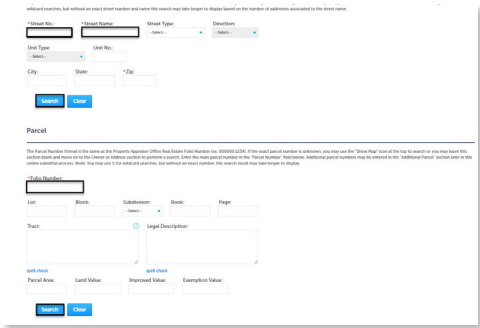 wildcard searches, but without an exact street number and name this search may take longer to display based on the number of addresses associated to the street name.
*Street No.: *Street Name: Street Type: Direction:
--Select-- --Select--
Unit Type: Unit No.:
--Select--
City: State: *Zip:
Search Clear
Parcel
The Parcel Number format is the same as the Property Appraiser Office Real Estate Folio Number (ex. 000000.1234). If the exact parcel number is unknown, you may use the "Show Map" icon at the top to search or you may leave this
section blank and move on to the Owner or Address section to perform a search. Enter the main parcel number in the "Parcel Number" field below. Additional parcel numbers may be entered in the "Additional Parcel" section later in this
online submittal process. Note: You may use % for wildcard searches, but without an exact number, this search result may take longer to display.
*Folio Number:
Lot: Block: Subdivision: Book: Page:
--Select--
Tract: Legal Description:
spell check spell check
Parcel Area: Land Value: Improved Value: Exemption Value:
Search Clear